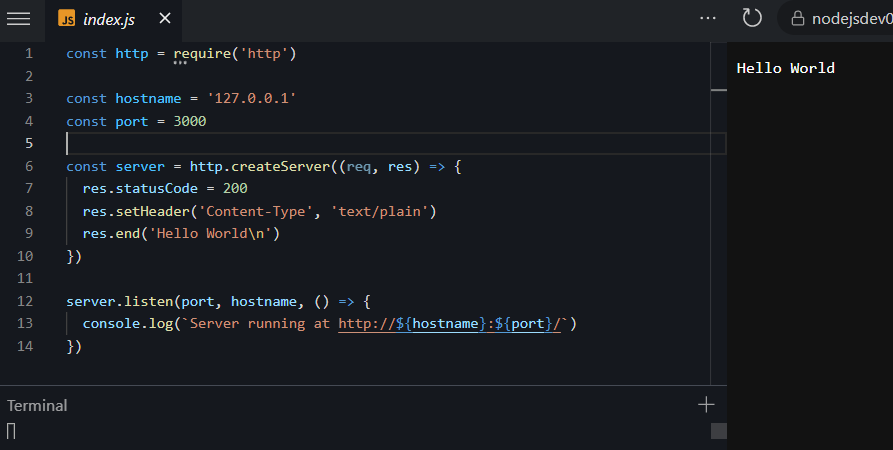 JS index.js
nodejsdev0
1 const http = require('http')
2
3 const hostname = '127.0.0.1'
4 const port = 3000
5
6 const server = http.createServer((req, res) => {
7 res.statusCode = 200
8 res.setHeader('Content-Type', 'text/plain')
9 res.end('Hello World\n')
10 })
11
12 server.listen(port, hostname, () => {
13 console.log(`Server running at http://${hostname}:${port}/`)
14 })
Hello World
Terminal